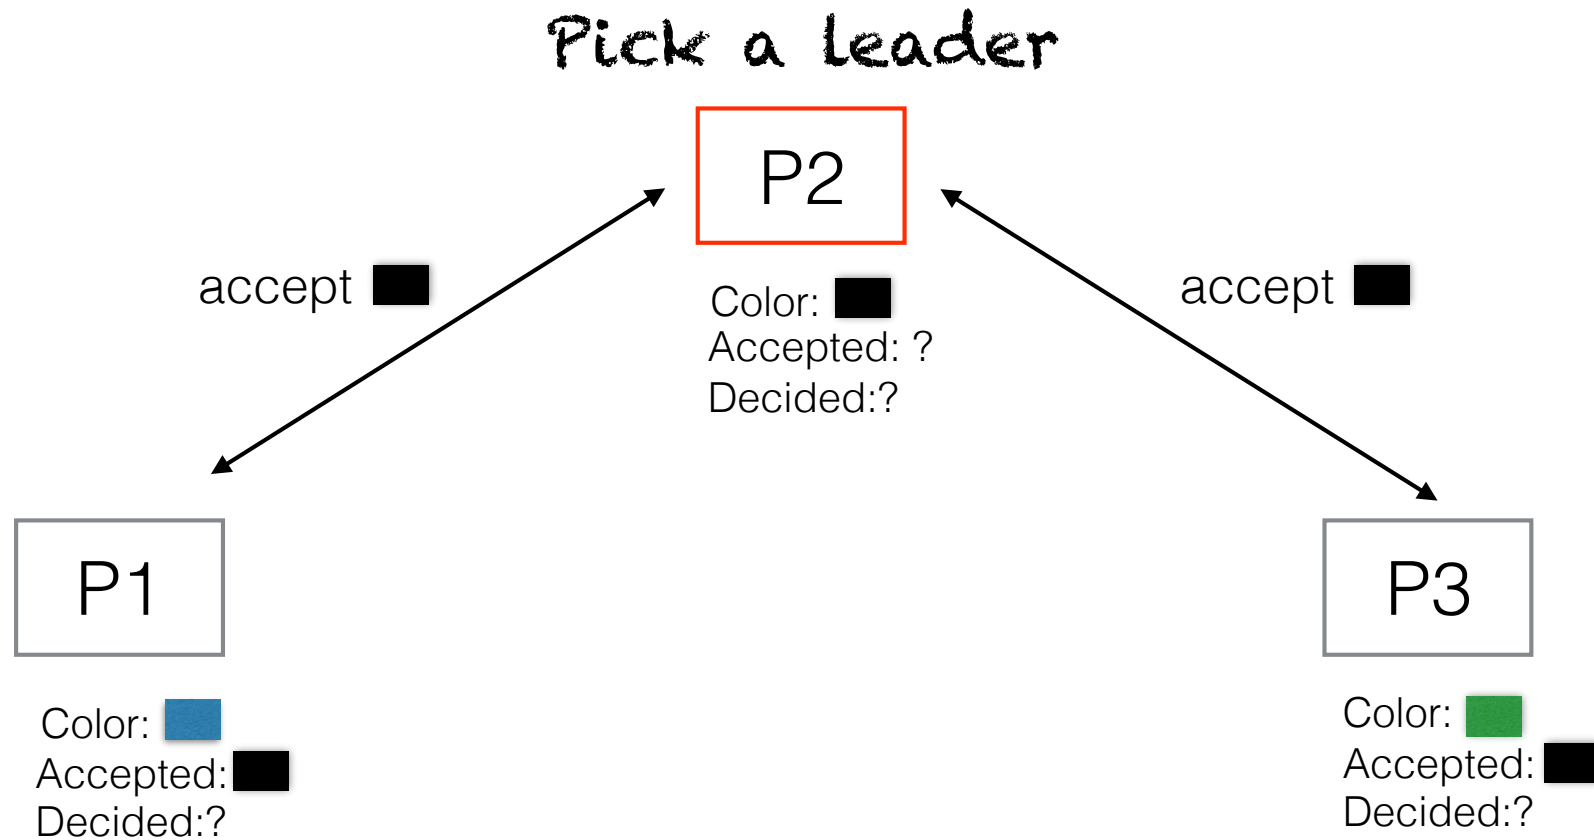 Pick a leader
P2
accept
accept
Color:
Accepted: ?
Decided:?
P1
P3
Color:
Accepted:
Decided:?
Color:
Accepted:
Decided:?